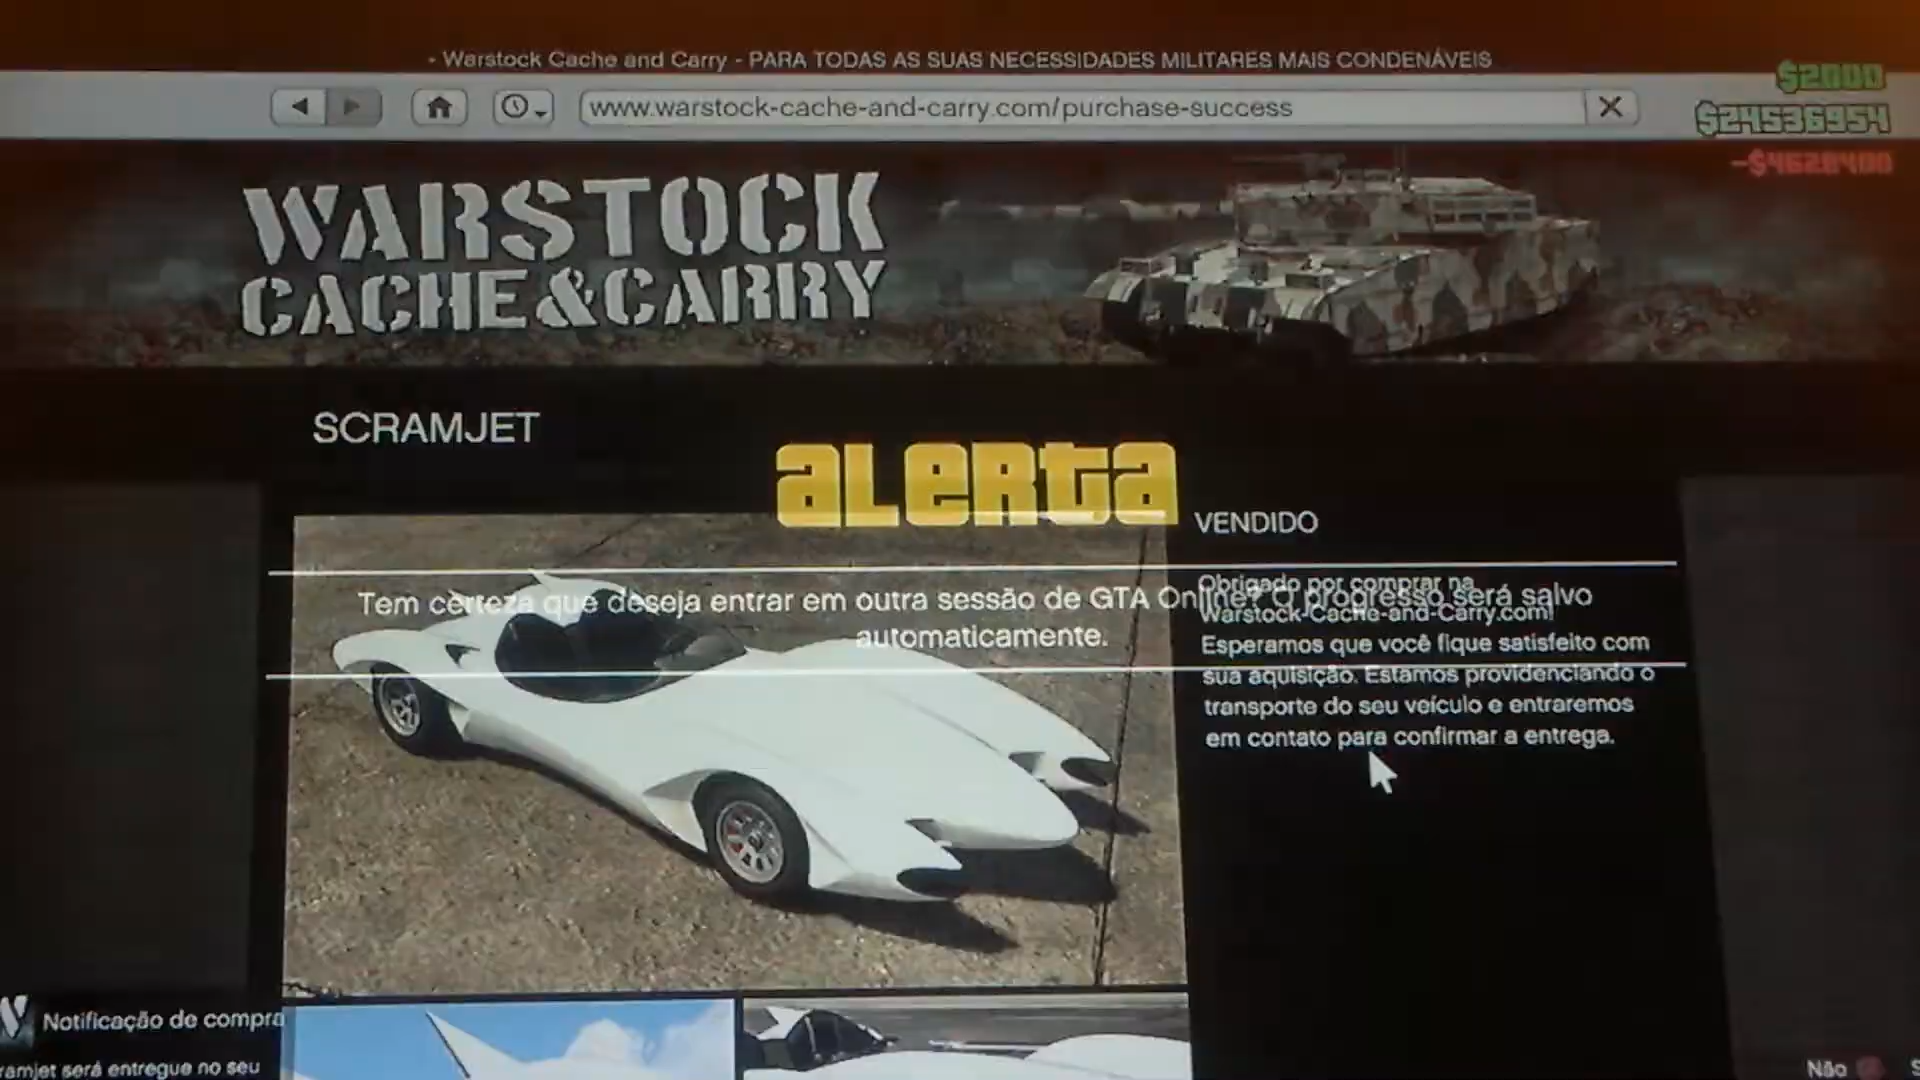 - Warstock Cache and Carry - PARA TODAS AS SUAS NECESSIDADES MILITARES MAIS CONDENÁVEIS
www.warstock-cache-and-carry.com/purchase-success
$2000
$24536954
-$4628400
WARSTOCK
CACHE&CARRY
SCRAMJET
alerta
VENDIDO
Tem certeza que deseja entrar em outra sessão de GTA Online? O progresso será salvo
automaticamente.
Obrigado por comprar na
Warstock-Cache-and-Carry.com!
Esperamos que você fique satisfeito com
sua aquisição. Estamos providenciando o
transporte do seu veículo e entraremos
em contato para confirmar a entrega.
Notificação de compra
ramjet será entregue no seu
Não